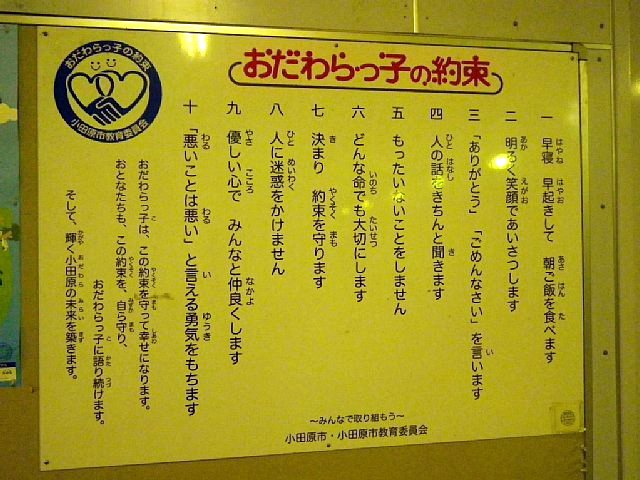 おだわらっ子の約束
小田原市教育委員会
おだわらっ子の約束
一 早寝 早起きして 朝ご飯を食べます
二 明るく笑顔であいさつします
三 「ありがとう」「ごめんなさい」を言います
四 人の話をきちんと聞きます
五 もったいないことをしません
六 どんな命でも大切にします
七 決まり 約束を守ります
八 人に迷惑をかけません
九 優しい心で みんなと仲良くします
十 「悪いことは悪い」と言える勇気をもちます
おだわらっ子は、この約束を守って幸せになります。
おとなたちも、この約束を、自ら守り、
おだわらっ子に語り続けます。
そして、輝く小田原の未来を築きます。
〜みんなで取り組もう〜
小田原市・小田原市教育委員会